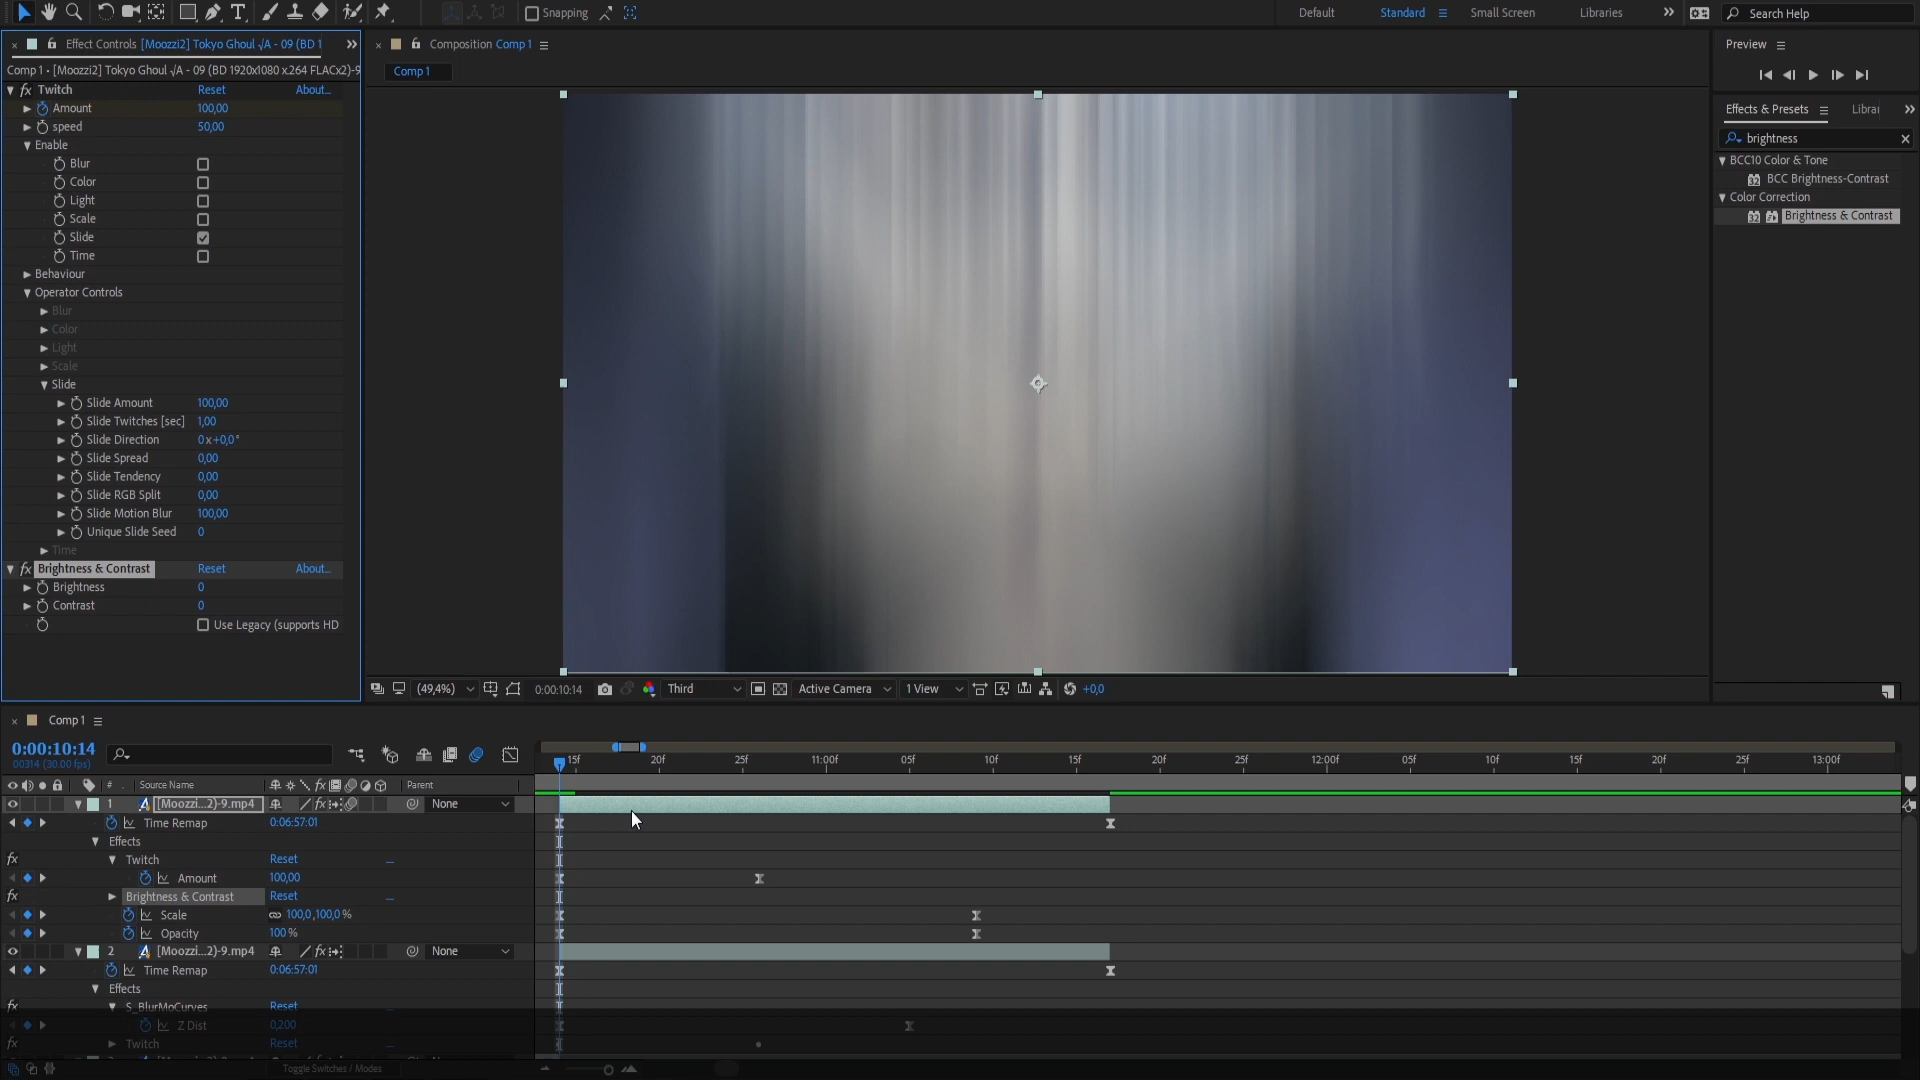 Snapping
Default
Standard
Small Screen
Libraries
Search Help
Effect Controls [Moozzi2] Tokyo Ghoul √A - 09 (BD 1
Composition Comp 1
Preview
Comp 1 • [Moozzi2] Tokyo Ghoul √A - 09 (BD 1920x1080 x.264 FLACx2)-9
Comp 1
fx Twitch Reset About...
Amount 100,00
speed 50,00
Enable
Blur
Color
Light
Scale
Slide
Time
Behaviour
Operator Controls
Blur
Color
Light
Scale
Slide
Slide Amount 100,00
Slide Twitches [sec] 1,00
Slide Direction 0x+0,0°
Slide Spread 0,00
Slide Tendency 0,00
Slide RGB Split 0,00
Slide Motion Blur 100,00
Unique Slide Seed 0
Time
fx Brightness & Contrast Reset About...
Brightness 0
Contrast 0
Use Legacy (supports HD
Effects & Presets
Librar
brightness
BCC10 Color & Tone
32 BCC Brightness-Contrast
Color Correction
32 Brightness & Contrast
(49,4%) 0:00:10:14 Third Active Camera 1 View +0,0
Comp 1
0:00:10:14
00314 (30.00 fps)
15f 20f 25f 11:00f 05f 10f 15f 20f 25f 12:00f 05f 10f 15f 20f 25f 13:00f
# Source Name fx Parent
1 [Moozzi...2)-9.mp4 fx None
Time Remap 0:06:57:01
Effects
fx Twitch Reset
Amount 100,00
fx Brightness & Contrast Reset
Scale 100,0,100,0 %
Opacity 100 %
2 [Moozzi...2)-9.mp4 fx None
Time Remap 0:06:57:01
Effects
fx S_BlurMoCurves Reset
Z Dist 0,200
fx Twitch Reset
Toggle Switches / Modes